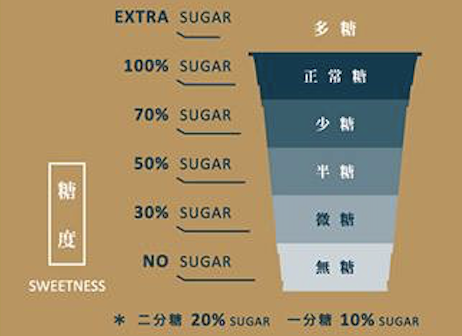 EXTRA SUGAR 多糖
100% SUGAR 正常糖
70% SUGAR 少糖
50% SUGAR 半糖
30% SUGAR 微糖
NO SUGAR 無糖
糖度
SWEETNESS
* 二分糖 20% SUGAR 一分糖 10% SUGAR